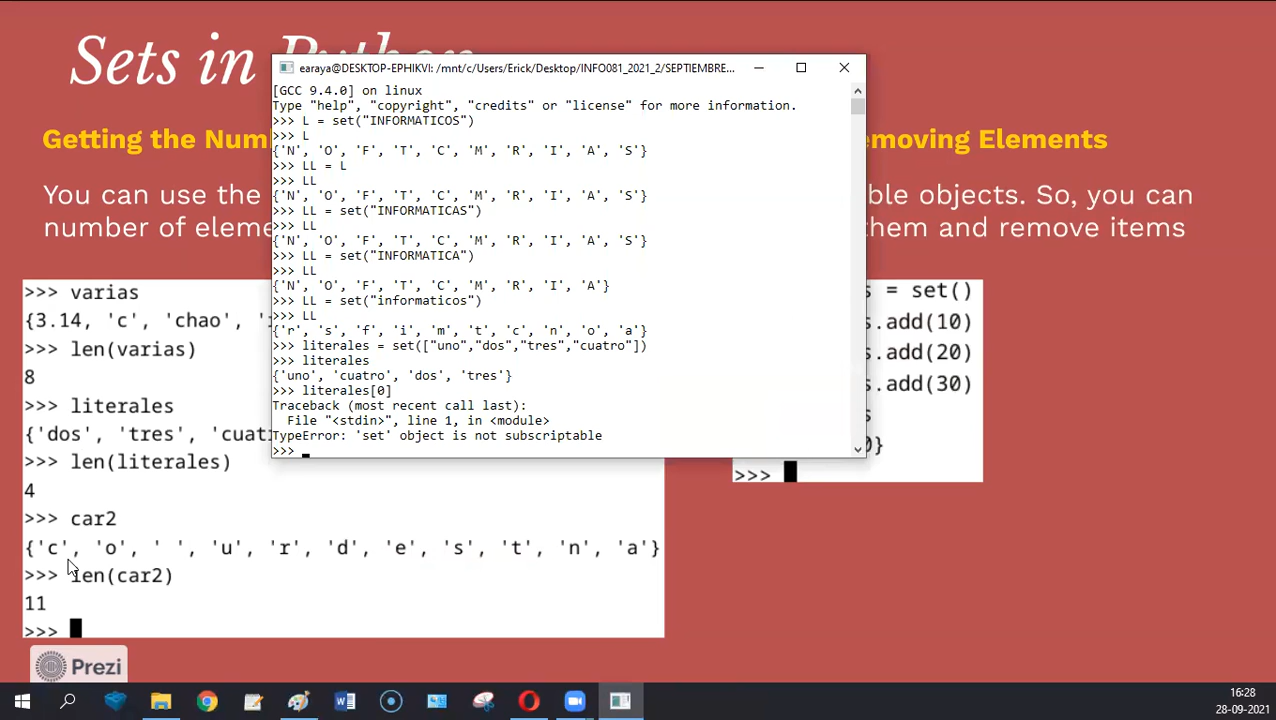 Sets in Python
earaya@DESKTOP-EPHIKVI: /mnt/c/Users/Erick/Desktop/INFO081_2021_2/SEPTIEMBRE...
[GCC 9.4.0] on linux
Type "help", "copyright", "credits" or "license" for more information.
>>> L = set("INFORMATICOS")
>>> L
{'N', 'O', 'F', 'T', 'C', 'M', 'R', 'I', 'A', 'S'}
>>> LL = L
>>> LL
{'N', 'O', 'F', 'T', 'C', 'M', 'R', 'I', 'A', 'S'}
>>> LL = set("INFORMATICAS")
>>> LL
{'N', 'O', 'F', 'T', 'C', 'M', 'R', 'I', 'A', 'S'}
>>> LL = set("INFORMATICA")
>>> LL
{'N', 'O', 'F', 'T', 'C', 'M', 'R', 'I', 'A'}
>>> LL = set("informaticos")
>>> LL
{'r', 's', 'f', 'i', 'm', 't', 'c', 'n', 'o', 'a'}
>>> literales = set(["uno","dos","tres","cuatro"])
>>> literales
{'uno', 'cuatro', 'dos', 'tres'}
>>> literales[0]
Traceback (most recent call last):
File "<stdin>", line 1, in <module>
TypeError: 'set' object is not subscriptable
>>>
Getting the Num
You can use the
number of eleme
>>> varias
{3.14, 'c', 'chao',
>>> len(varias)
8
>>> literales
{'dos', 'tres', 'cuat
>>> len(literales)
4
>>> car2
{'c', 'o', ' ', 'u', 'r', 'd', 'e', 's', 't', 'n', 'a'}
>>> len(car2)
11
>>>
moving Elements
ble objects. So, you can
them and remove items
s = set()
s.add(10)
s.add(20)
s.add(30)
s
0}
>>>
Prezi
16:28
28-09-2021